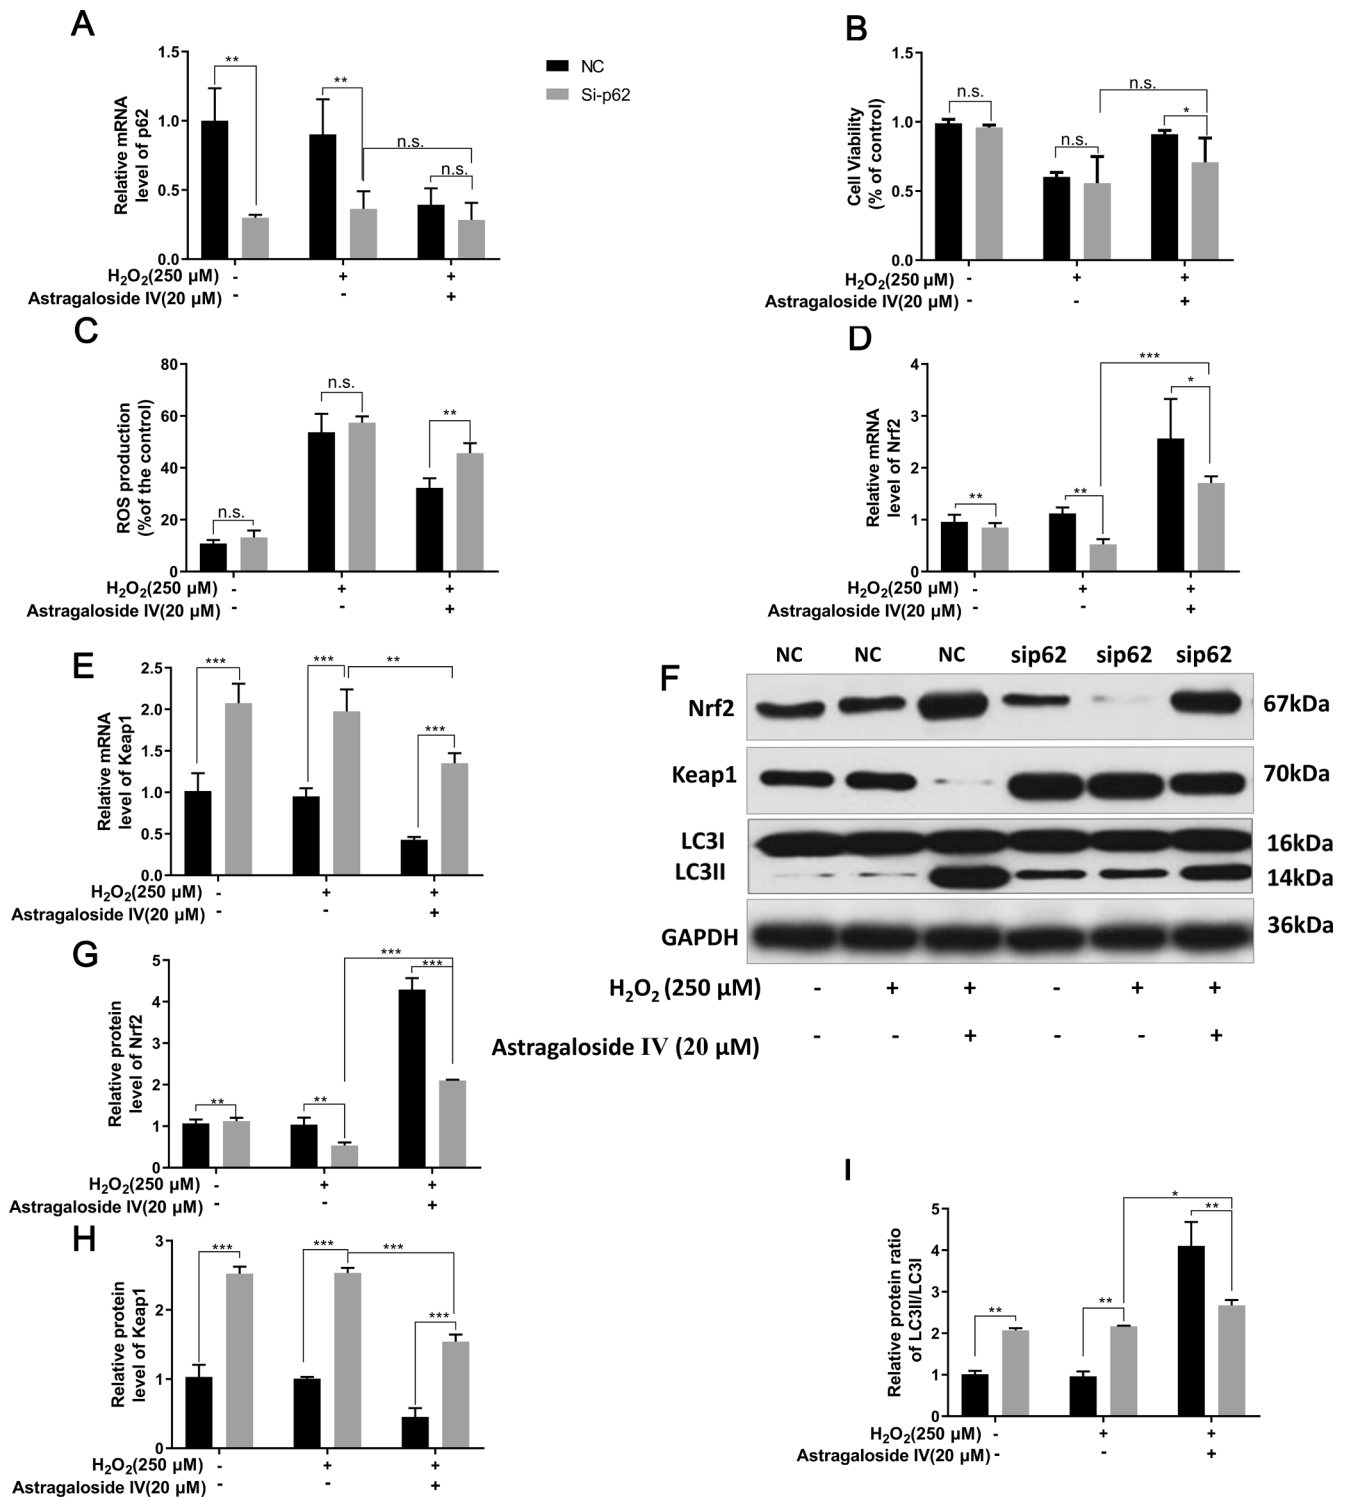 A
Relative mRNA
level of p62
1.5
1.0
0.5
0.0
**
**
n.s.
n.s.
H₂O₂(250 µM) - + +
Astragaloside IV(20 µM) - - +
NC
Si-p62
B
Cell Viability
(% of control)
1.5
1.0
0.5
0.0
n.s.
n.s.
n.s.
*
H₂O₂(250 µM) - + +
Astragaloside IV(20 µM) - - +
C
ROS production
(%of the control)
80
60
40
20
0
n.s.
n.s.
**
H₂O₂(250 µM) - + +
Astragaloside IV(20 µM) - - +
D
Relative mRNA
level of Nrf2
4
3
2
1
0
**
**
***
*
H₂O₂(250 µM) - + +
Astragaloside IV(20 µM) - - +
E
Relative mRNA
level of Keap1
2.5
2.0
1.5
1.0
0.5
0.0
***
***
**
***
H₂O₂(250 µM) - + +
Astragaloside IV(20 µM) - - +
F
NC NC NC sip62 sip62 sip62
Nrf2 67kDa
Keap1 70kDa
LC3I 16kDa
LC3II 14kDa
GAPDH 36kDa
H₂O₂ (250 µM) - + + - + +
Astragaloside IV (20 µM) - - + - - +
G
Relative protein
level of Nrf2
5
4
3
2
1
0
**
**
***
***
H₂O₂(250 µM) - + +
Astragaloside IV(20 µM) - - +
H
Relative protein
level of Keap1
3
2
1
0
***
***
***
***
H₂O₂(250 µM) - + +
Astragaloside IV(20 µM) - - +
I
Relative protein ratio
of LC3II/LC3I
5
4
3
2
1
0
**
**
*
**
H₂O₂(250 µM) - + +
Astragaloside IV(20 µM) - - +